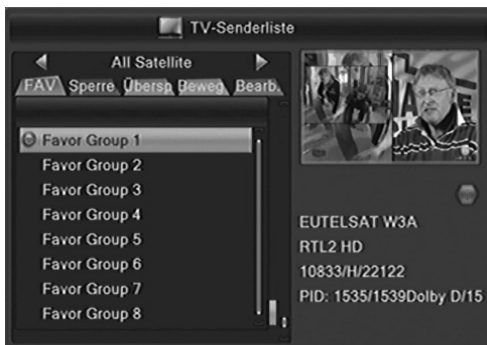 TV-Senderliste
All Satellite
FAV Sperre Übersp Beweg Bearb.
Favor Group 1
Favor Group 2
Favor Group 3
Favor Group 4
Favor Group 5
Favor Group 6
Favor Group 7
Favor Group 8
EUTELSAT W3A
RTL2 HD
10833/H/22122
PID: 1535/1539Dolby D/15